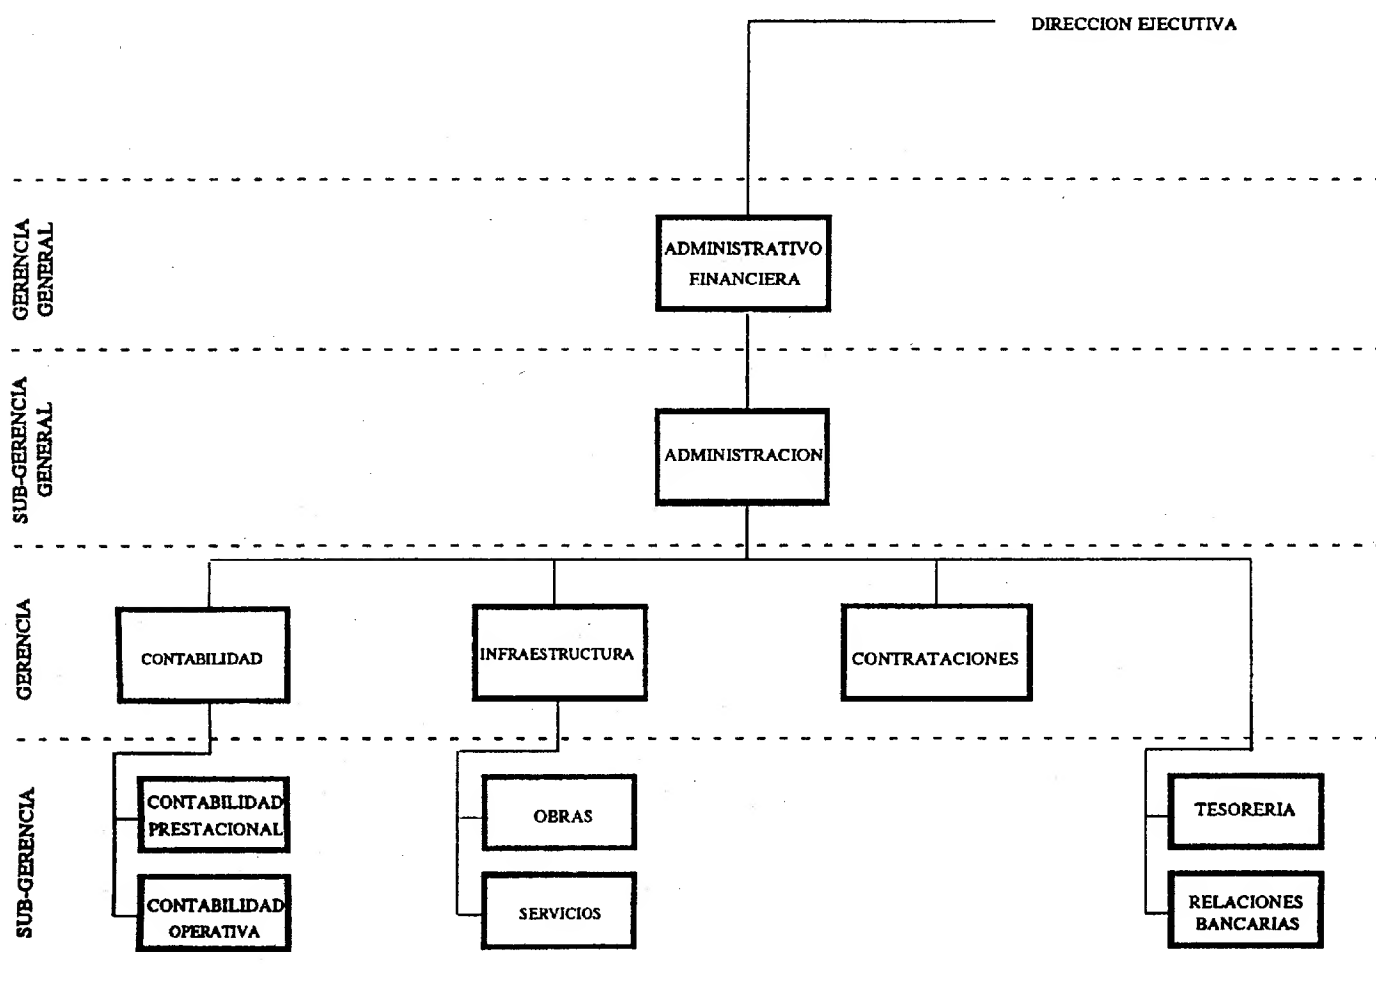 DIRECCION EJECUTIVA
GERENCIA
GENERAL
ADMINISTRATIVO
FINANCIERA
SUB-GERENCIA
GENERAL
ADMINISTRACION
GERENCIA
CONTABILIDAD
INFRAESTRUCTURA
CONTRATACIONES
SUB-GERENCIA
CONTABILIDAD
PRESTACIONAL
OBRAS
TESORERIA
CONTABILIDAD
OPERATIVA
SERVICIOS
RELACIONES
BANCARIAS